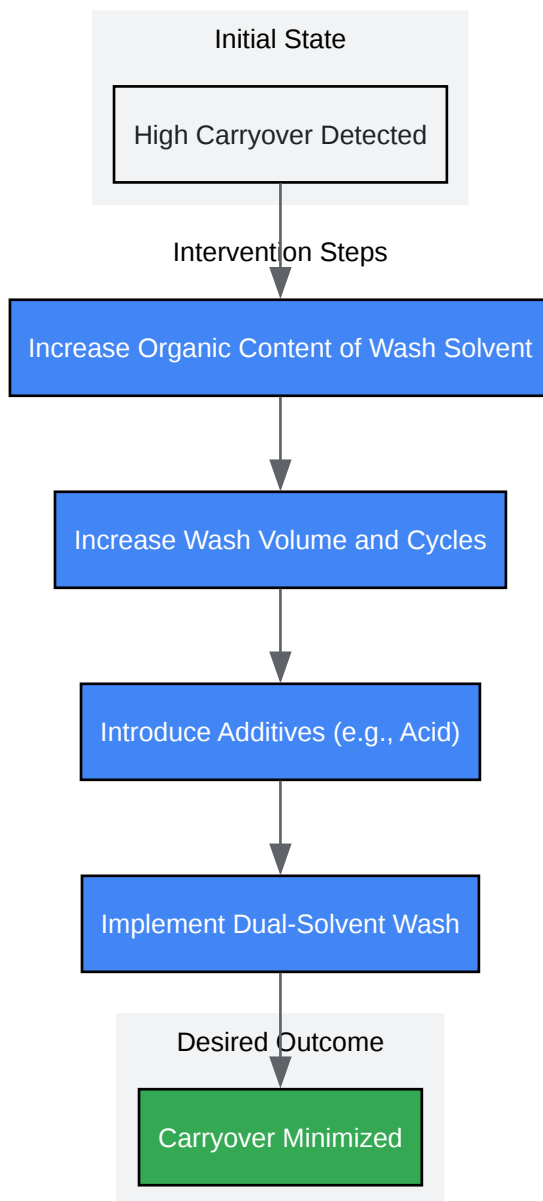 Initial State
High Carryover Detected
Intervention Steps
Increase Organic Content of Wash Solvent
Increase Wash Volume and Cycles
Introduce Additives (e.g., Acid)
Implement Dual-Solvent Wash
Desired Outcome
Carryover Minimized